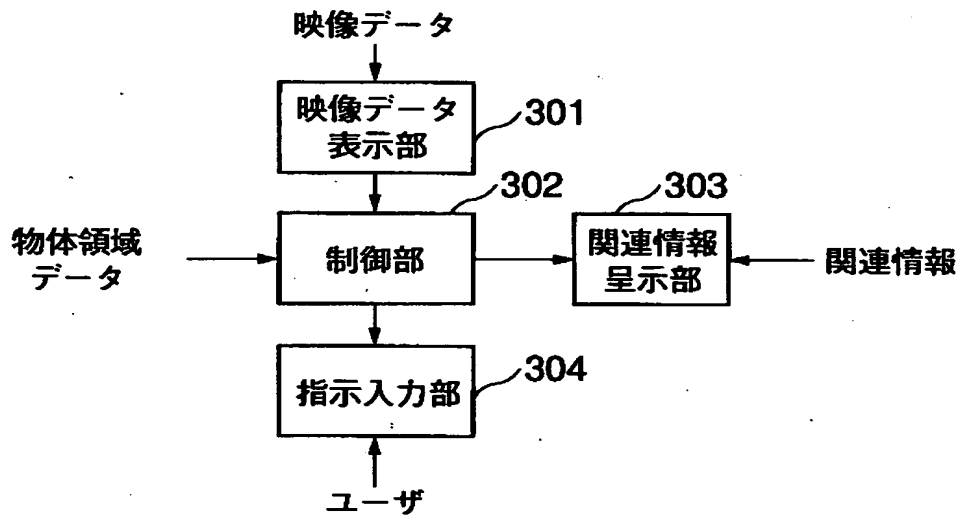 映像データ
映像データ
表示部
301
302
303
物体領域
データ
制御部
関連情報
呈示部
関連情報
304
指示入力部
ユーザ